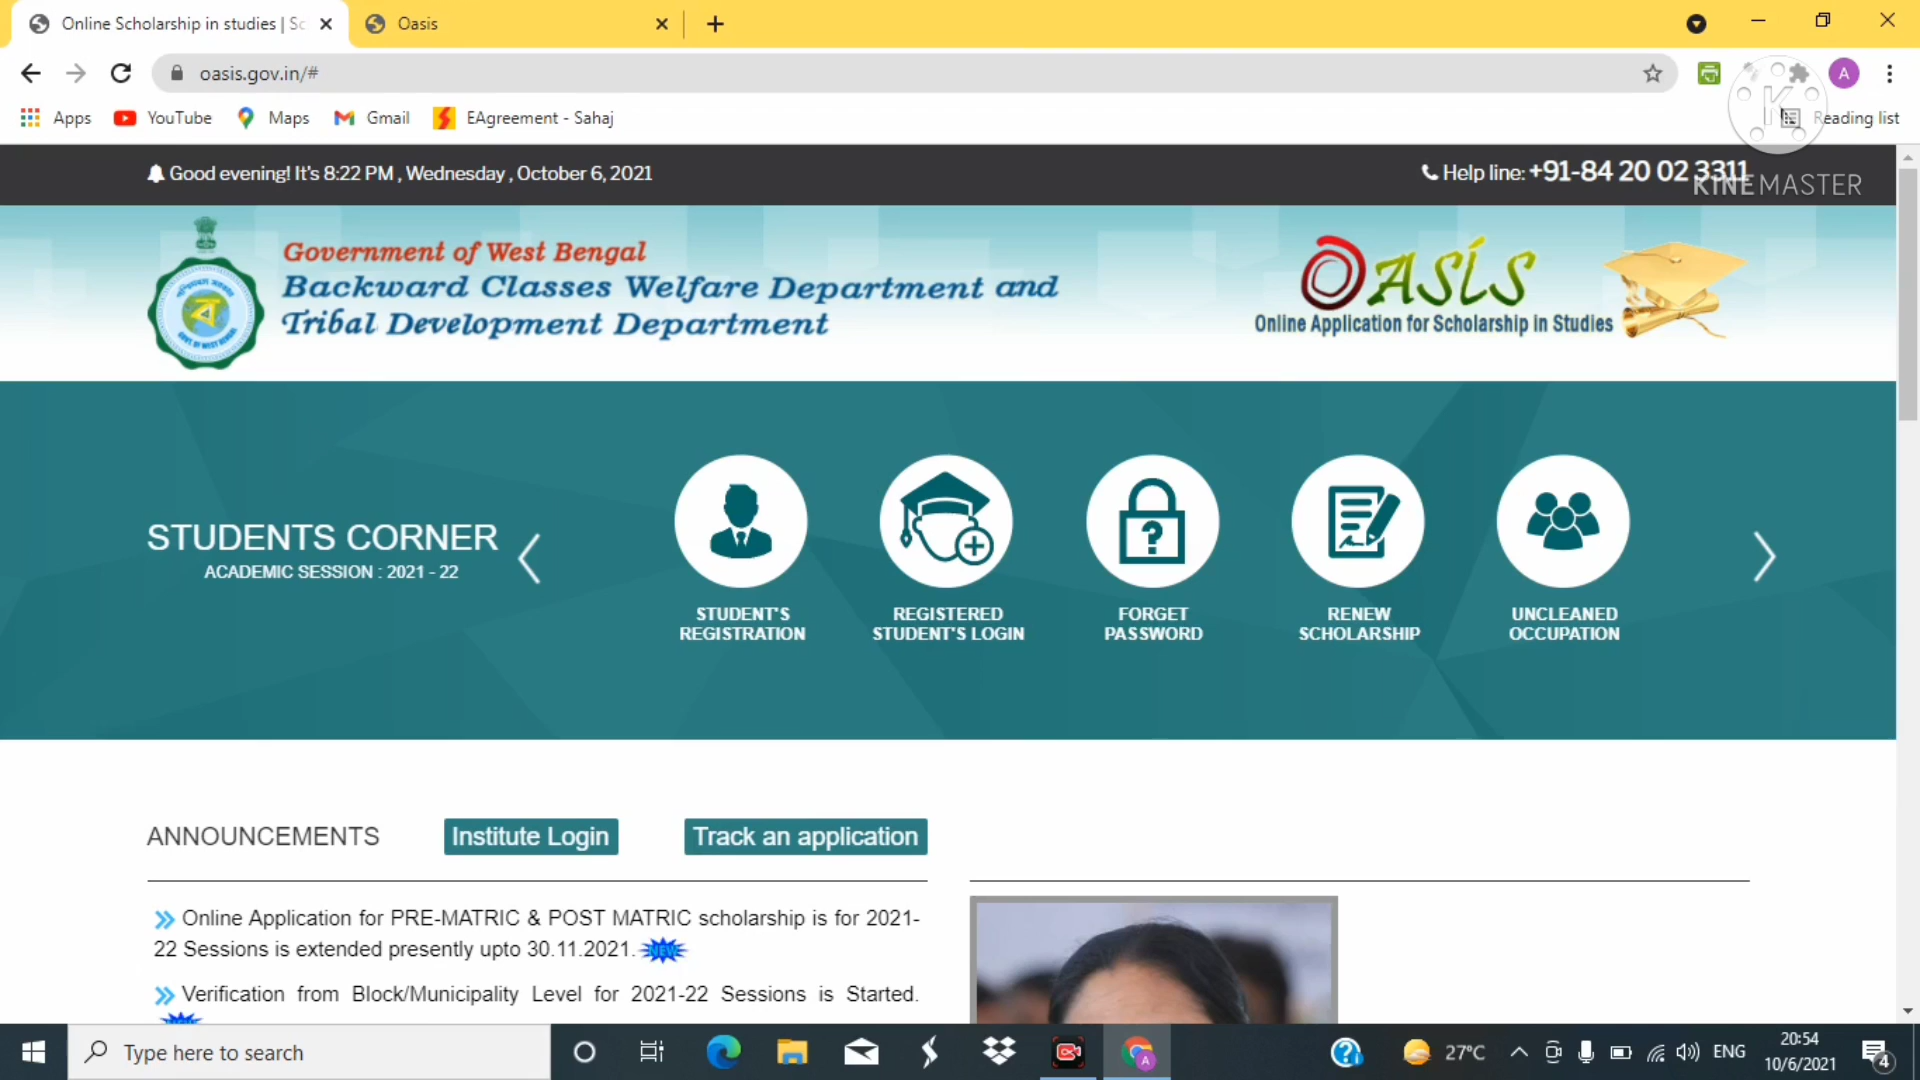 Online Scholarship in studies | Sc
Oasis
oasis.gov.in/#
A
Apps
YouTube
Maps
Gmail
EAgreement - Sahaj
Reading list
Good evening! It's 8:22 PM , Wednesday , October 6, 2021
Help line: +91-84 20 02 3311
KINEMASTER
Government of West Bengal
Backward Classes Welfare Department and
Tribal Development Department
OASIS
Online Application for Scholarship in Studies
STUDENTS CORNER
ACADEMIC SESSION : 2021 - 22
STUDENT'S
REGISTRATION
REGISTERED
STUDENT'S LOGIN
FORGET
PASSWORD
RENEW
SCHOLARSHIP
UNCLEANED
OCCUPATION
ANNOUNCEMENTS
Institute Login
Track an application
Online Application for PRE-MATRIC & POST MATRIC scholarship is for 2021-
22 Sessions is extended presently upto 30.11.2021. NEW
Verification from Block/Municipality Level for 2021-22 Sessions is Started.
Type here to search
27°C
ENG
20:54
10/6/2021
4